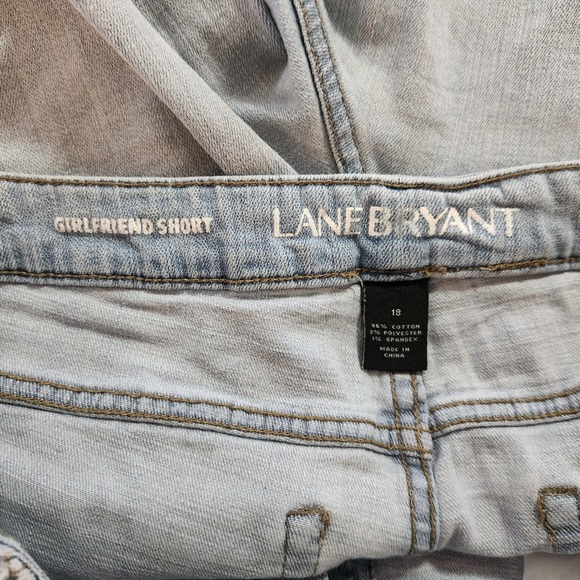 GIRLFRIEND SHORT
LANE BRYANT
18
96% COTTON
3% POLYESTER
1% SPANDEX
MADE IN
CHINA